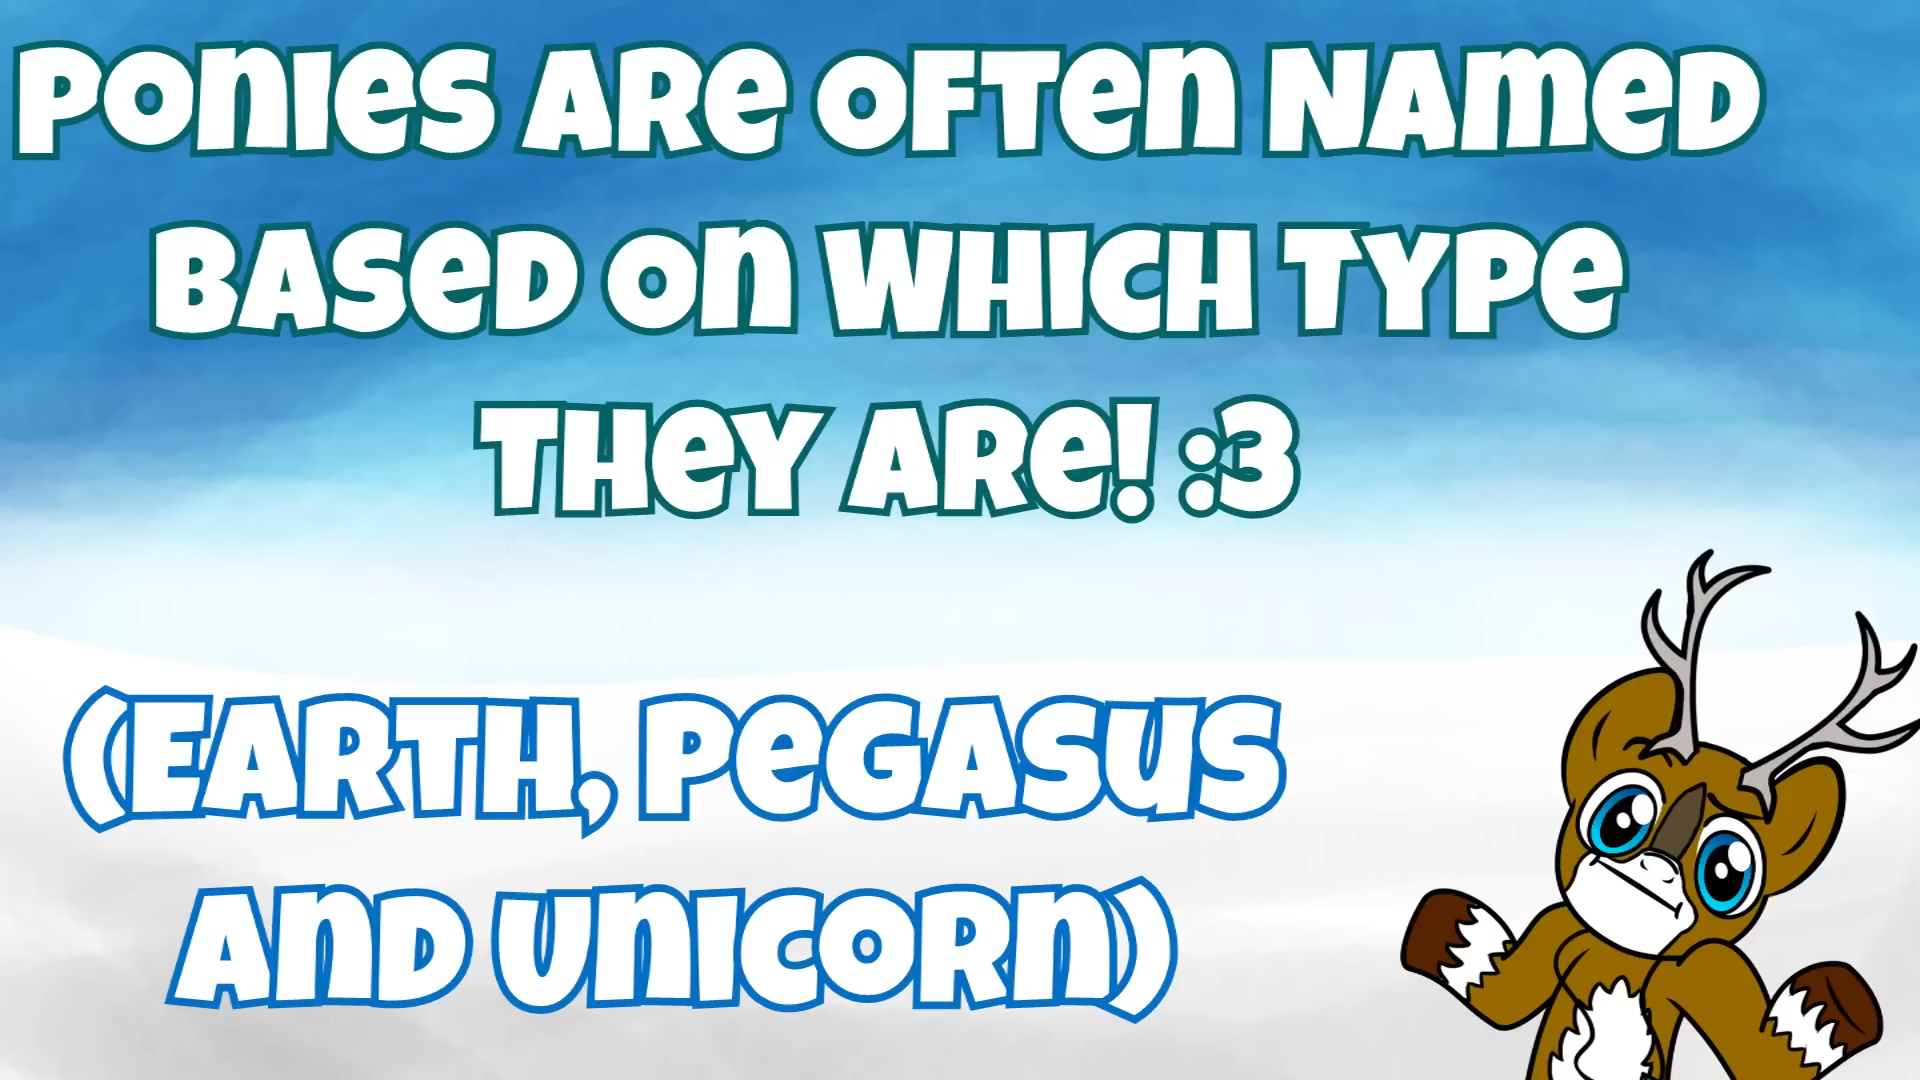 PONIES ARE OFTEN NAMED
BASED ON WHICH TYPE
THEY ARE! :3
(EARTH, PEGASUS
AND UNICORN)